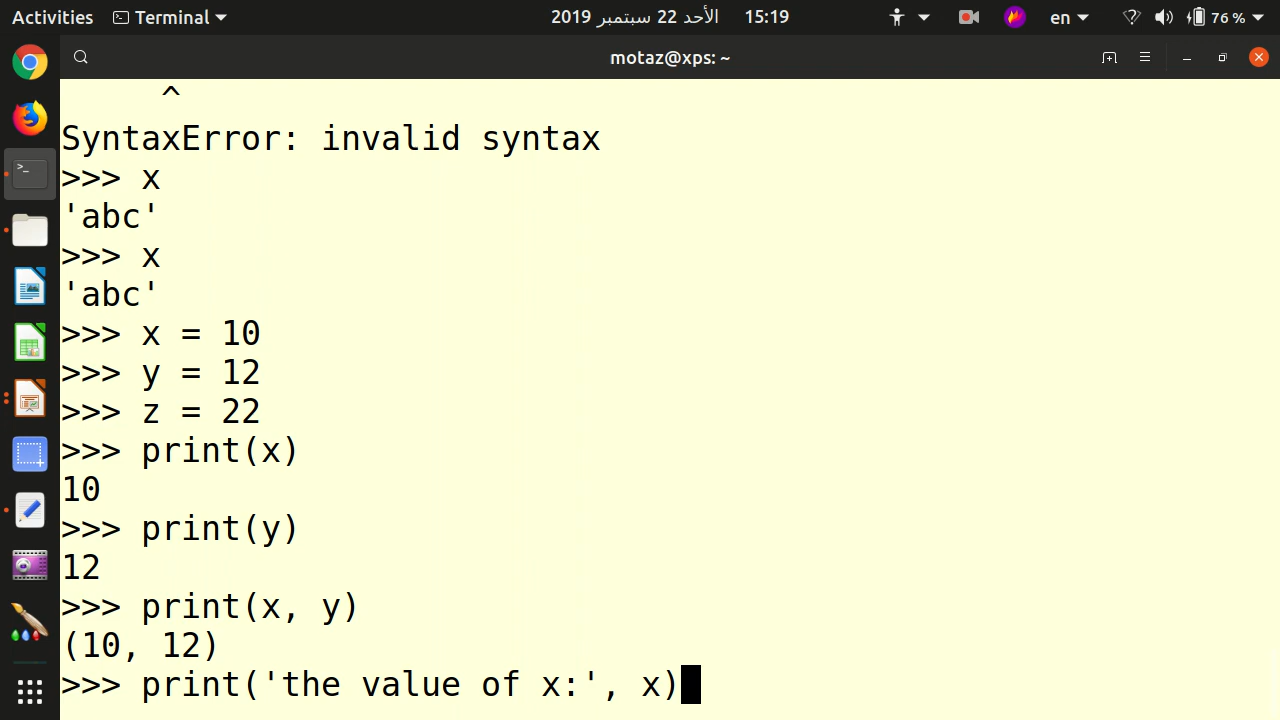 Activities Terminal 2019 الأحد 22 سبتمبر 15:19 en 76 %
motaz@xps: ~
^
SyntaxError: invalid syntax
>>> x
'abc'
>>> x
'abc'
>>> x = 10
>>> y = 12
>>> z = 22
>>> print(x)
10
>>> print(y)
12
>>> print(x, y)
(10, 12)
>>> print('the value of x:', x)